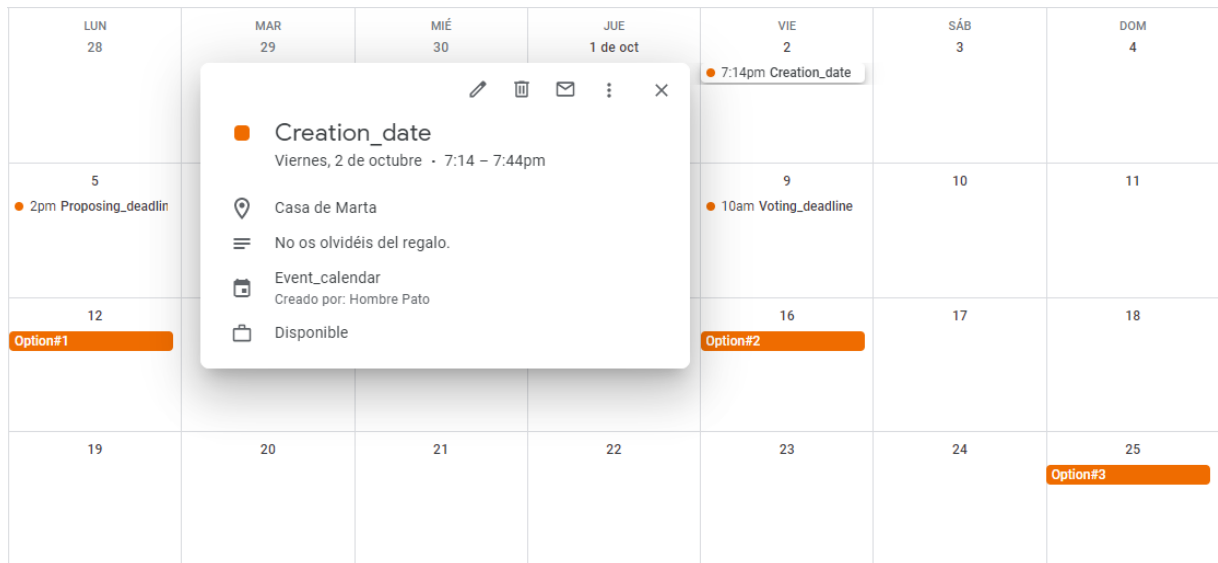 LUN MAR MIÉ JUE VIE SÁB DOM
28 29 30 1 de oct 2 3 4
7:14pm Creation_date
Creation_date
Viernes, 2 de octubre · 7:14 – 7:44pm
Casa de Marta
No os olvidéis del regalo.
Event_calendar
Creado por: Hombre Pato
Disponible
5 9 10 11
2pm Proposing_deadlin 10am Voting_deadline
12 16 17 18
Option#1 Option#2
19 20 21 22 23 24 25
Option#3